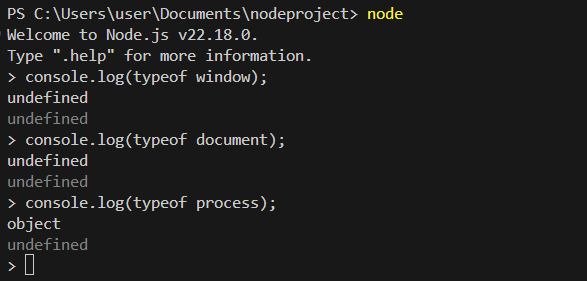 PS C:\Users\user\Documents\nodeproject> node
Welcome to Node.js v22.18.0.
Type ".help" for more information.
> console.log(typeof window);
undefined
undefined
> console.log(typeof document);
undefined
undefined
> console.log(typeof process);
object
undefined
>